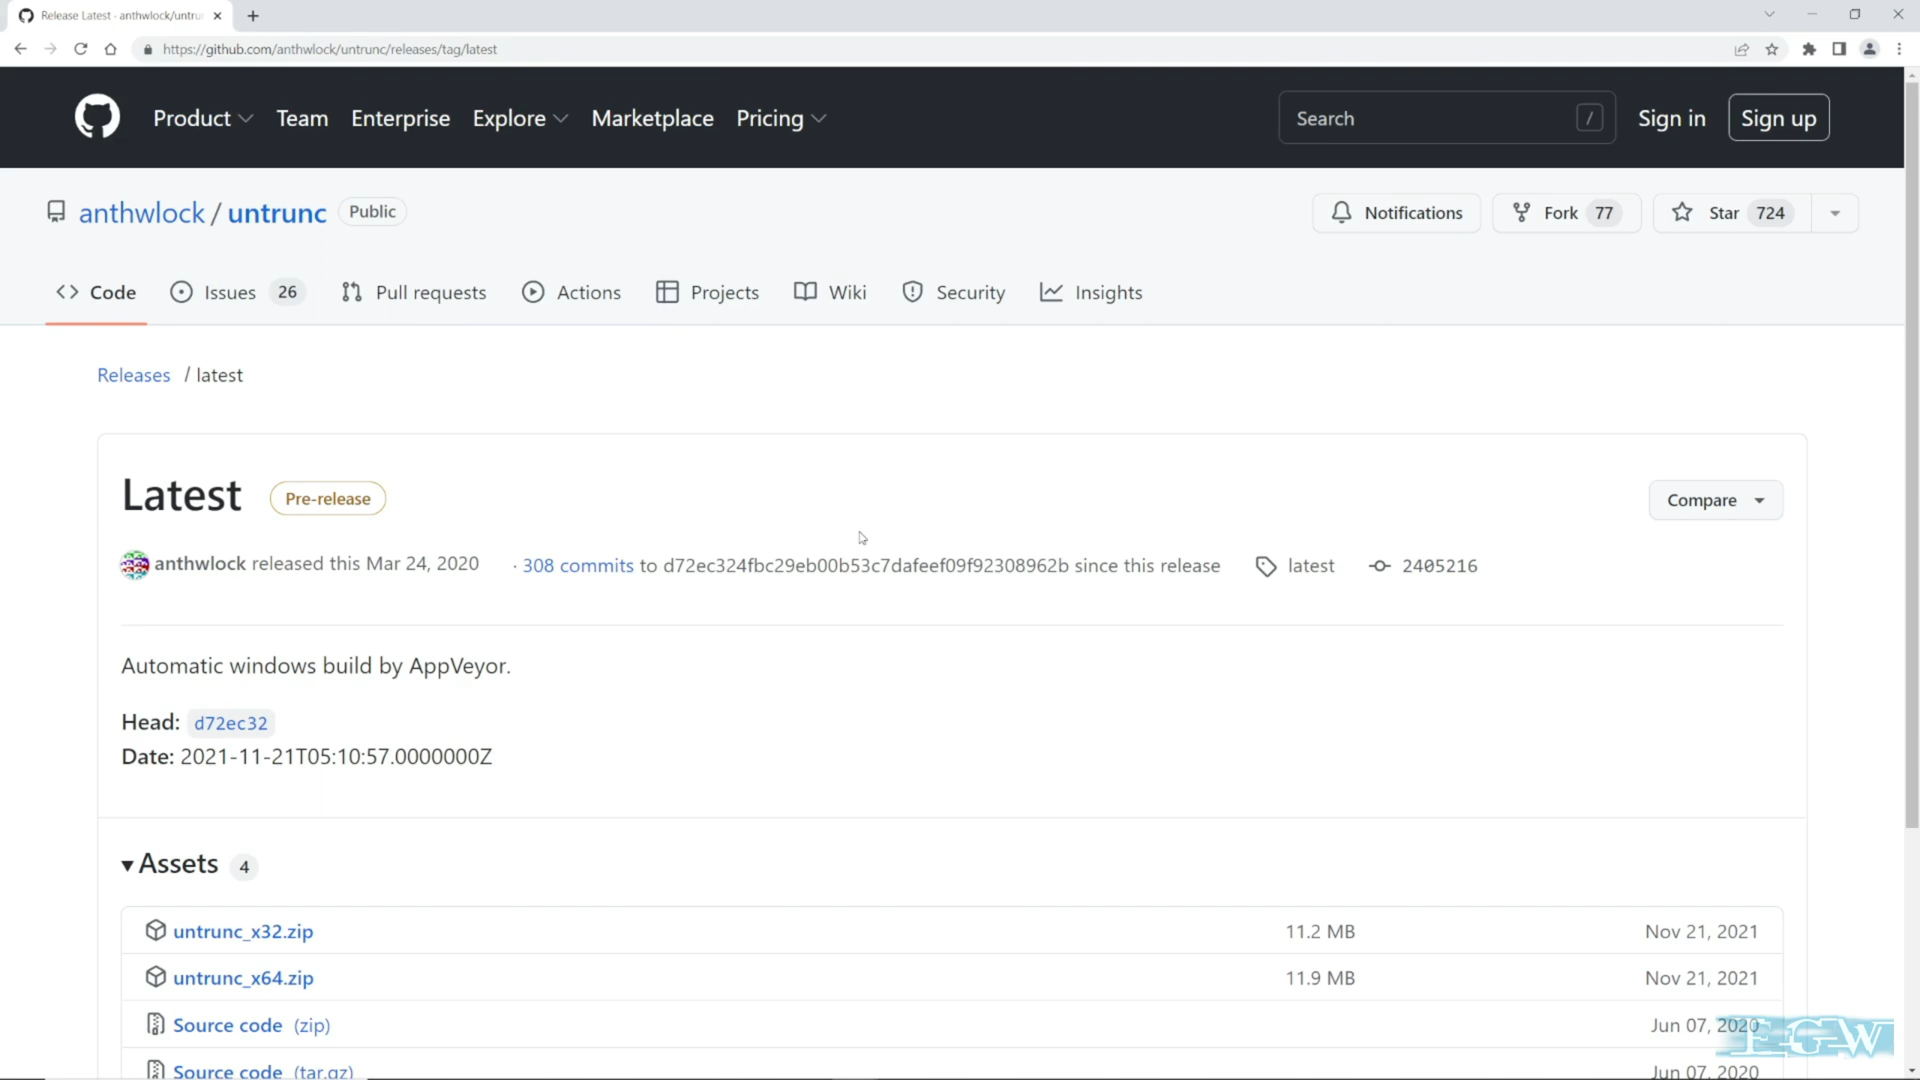 Release Latest · anthwlock/untru
https://github.com/anthwlock/untrunc/releases/tag/latest
Product Team Enterprise Explore Marketplace Pricing Search / Sign in Sign up
anthwlock / untrunc Public Notifications Fork 77 Star 724
Code Issues 26 Pull requests Actions Projects Wiki Security Insights
Releases / latest
Latest Pre-release Compare
anthwlock released this Mar 24, 2020 · 308 commits to d72ec324fbc29eb00b53c7dafeef09f92308962b since this release latest 2405216
Automatic windows build by AppVeyor.
Head: d72ec32
Date: 2021-11-21T05:10:57.0000000Z
Assets 4
untrunc_x32.zip 11.2 MB Nov 21, 2021
untrunc_x64.zip 11.9 MB Nov 21, 2021
Source code (zip) Jun 07, 2020
Source code (tar.gz) Jun 07, 2020
EGW